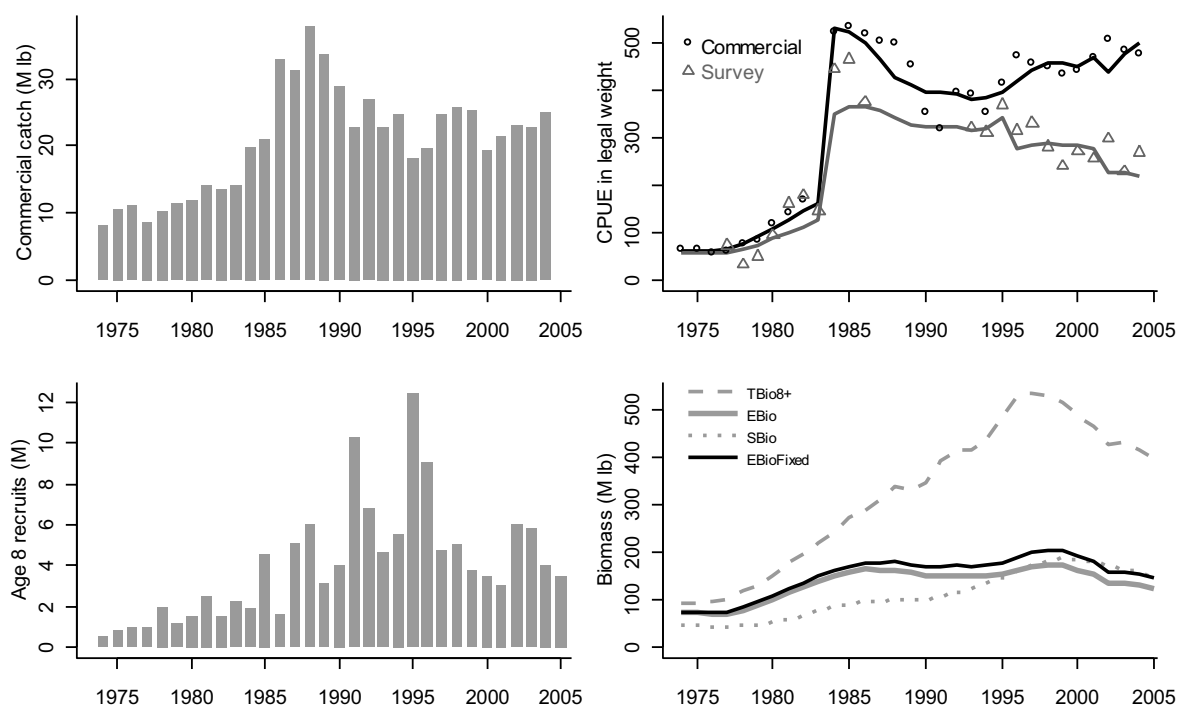 Commercial catch (M lb)
0 10 20 30
1975 1980 1985 1990 1995 2000 2005
CPUE in legal weight
0 100 300 500
Commercial
Survey
1975 1980 1985 1990 1995 2000 2005
Age 8 recruits (M)
0 2 4 6 8 10 12
1975 1980 1985 1990 1995 2000 2005
Biomass (M lb)
0 100 200 300 400 500
TBio8+
EBio
SBio
EBioFixed
1975 1980 1985 1990 1995 2000 2005